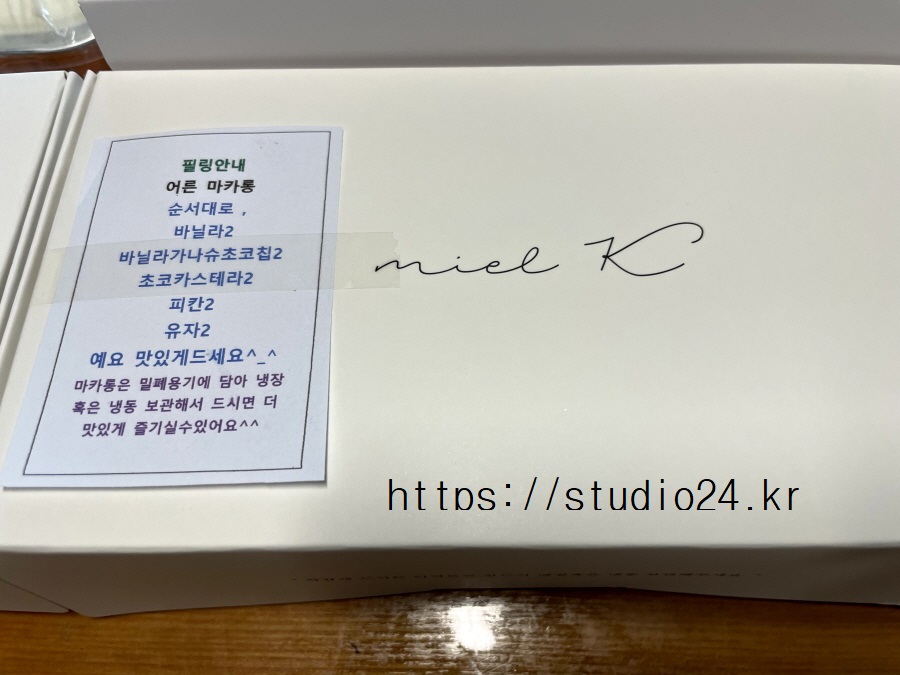 필링안내
어른 마카롱
순서대로 ,
바닐라2
바닐라가나슈초코칩2
초코카스테라2
피칸2
유자2
예요 맛있게드세요^_^
마카롱은 밀폐용기에 담아 냉장
혹은 냉동 보관해서 드시면 더
맛있게 즐기실수있어요^^
miel K
https://studio24.kr